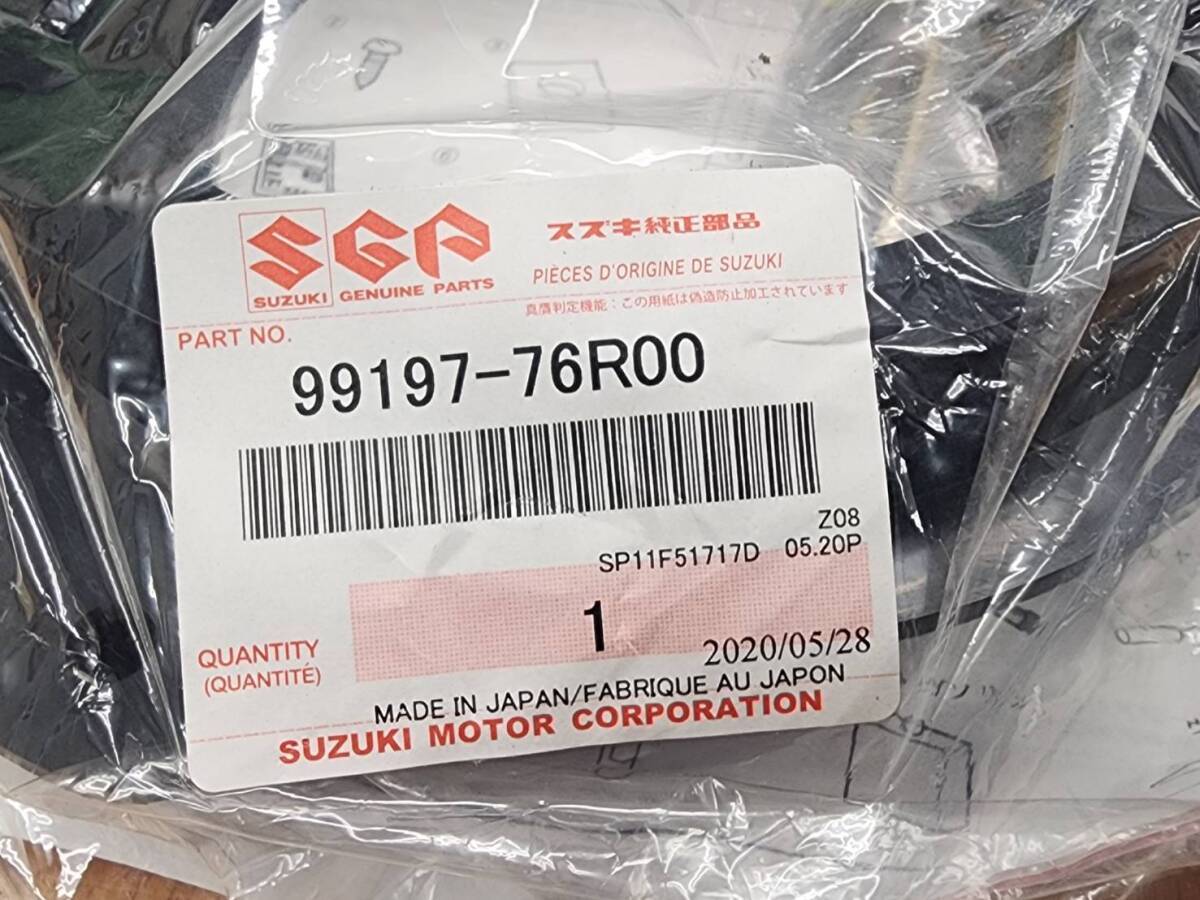 SGP
SUZUKI GENUINE PARTS
スズキ純正部品
PIÈCES D'ORIGINE DE SUZUKI
真贋判定機能：この用紙は偽造防止加工されています
PART NO.
99197-76R00
Z08
SP11F51717D 05.20P
QUANTITY
(QUANTITÉ)
1
2020/05/28
MADE IN JAPAN/FABRIQUE AU JAPON
SUZUKI MOTOR CORPORATION